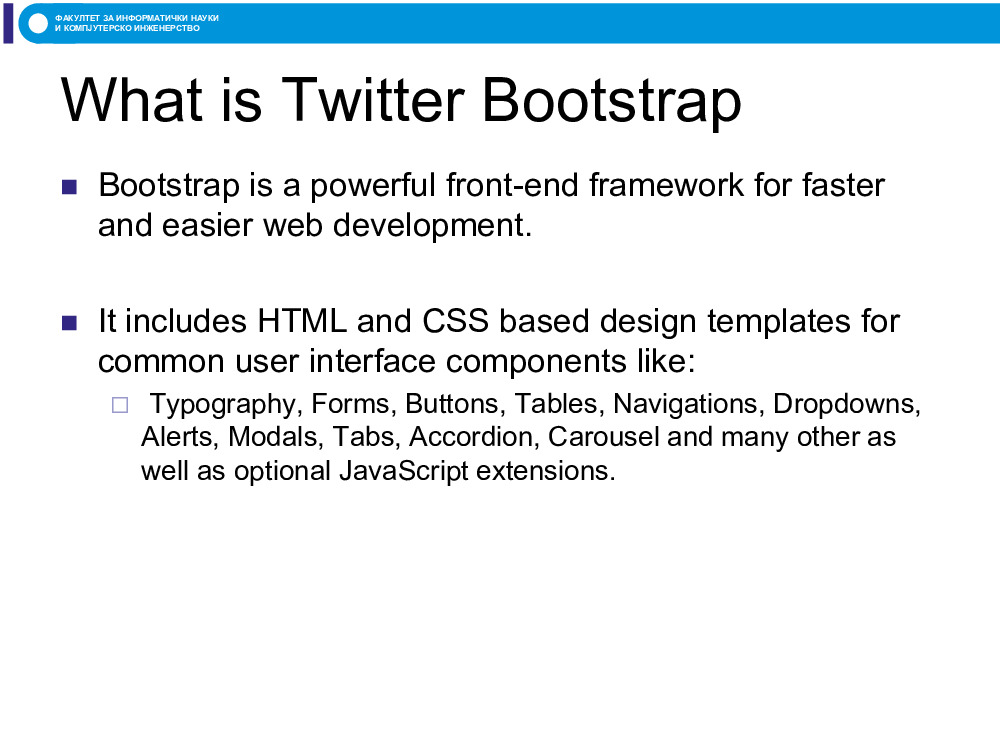 ФАКУЛТЕТ ЗА ИНФОРМАТИЧКИ НАУКИ
И КОМПЈУТЕРСКО ИНЖЕНЕРСТВО
What is Twitter Bootstrap
Bootstrap is a powerful front-end framework for faster
and easier web development.
It includes HTML and CSS based design templates for
common user interface components like:
Typography, Forms, Buttons, Tables, Navigations, Dropdowns,
Alerts, Modals, Tabs, Accordion, Carousel and many other as
well as optional JavaScript extensions.